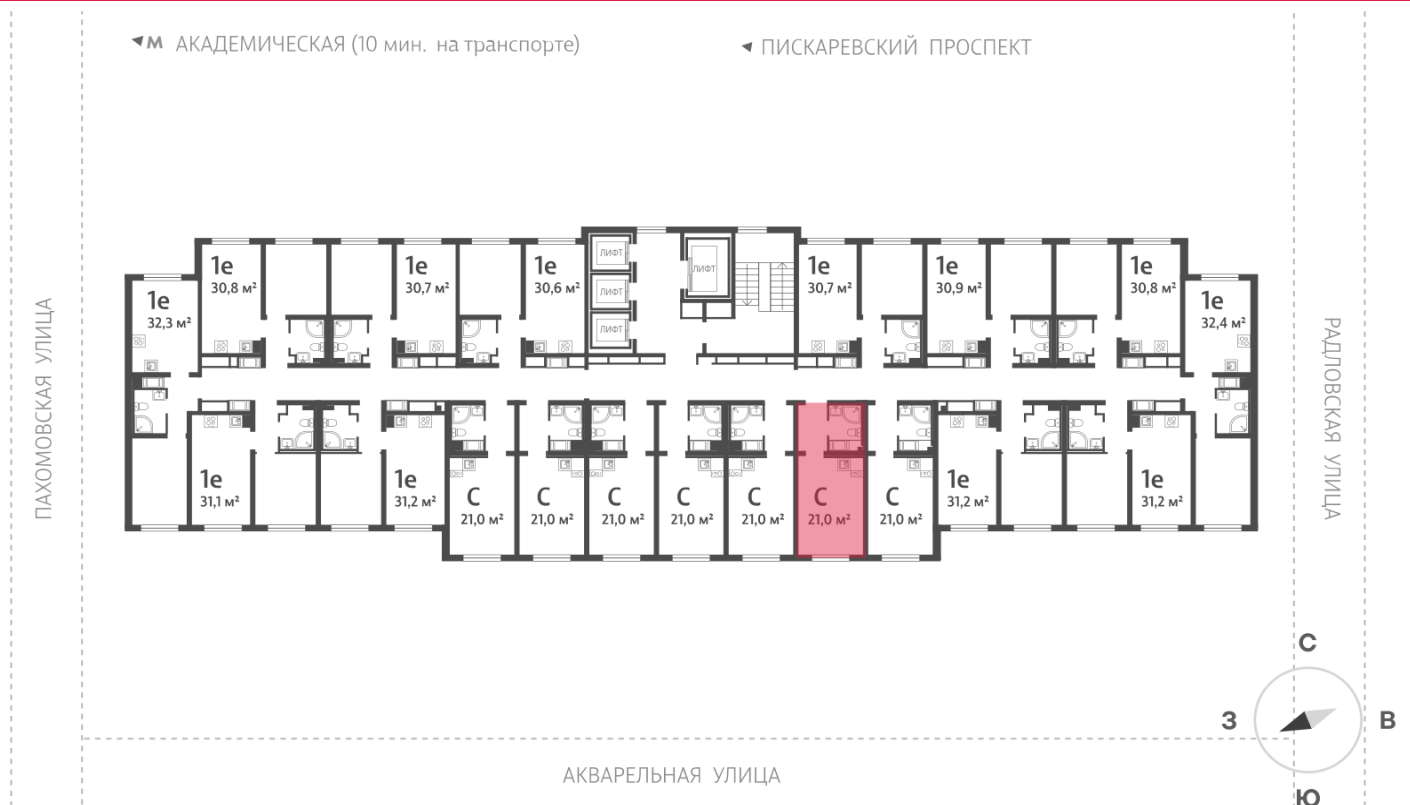 М АКАДЕМИЧЕСКАЯ (10 мин. на транспорте)
ПИСКАРЕВСКИЙ ПРОСПЕКТ
ПАХОМОВСКАЯ УЛИЦА
РАДЛОВСКАЯ УЛИЦА
1е
32,3 м²
1е
30,8 м²
1е
30,7 м²
1е
30,6 м²
ЛИФТ
ЛИФТ
ЛИФТ
ЛИФТ
1е
30,7 м²
1е
30,9 м²
1е
30,8 м²
1е
32,4 м²
1е
31,1 м²
1е
31,2 м²
С
21,0 м²
С
21,0 м²
С
21,0 м²
С
21,0 м²
С
21,0 м²
С
21,0 м²
С
21,0 м²
1е
31,2 м²
1е
31,2 м²
С
З
В
Ю
АКВАРЕЛЬНАЯ УЛИЦА